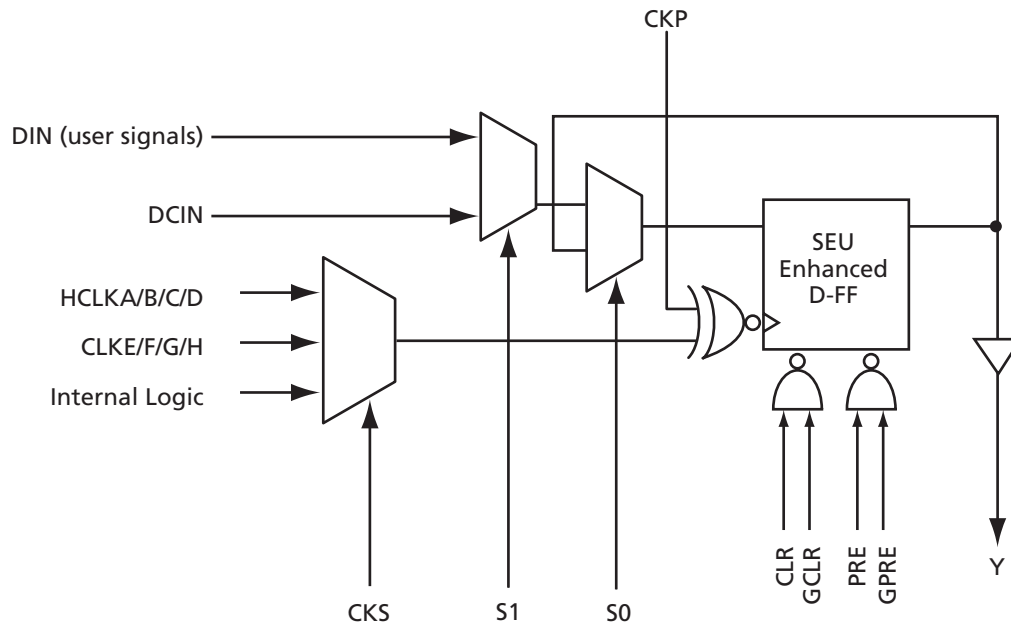 CKP
DIN (user signals)
DCIN
SEU
Enhanced
D-FF
HCLKA/B/C/D
CLKE/F/G/H
Internal Logic
CLR
GCLR
PRE
GPRE
Y
CKS
S1
S0